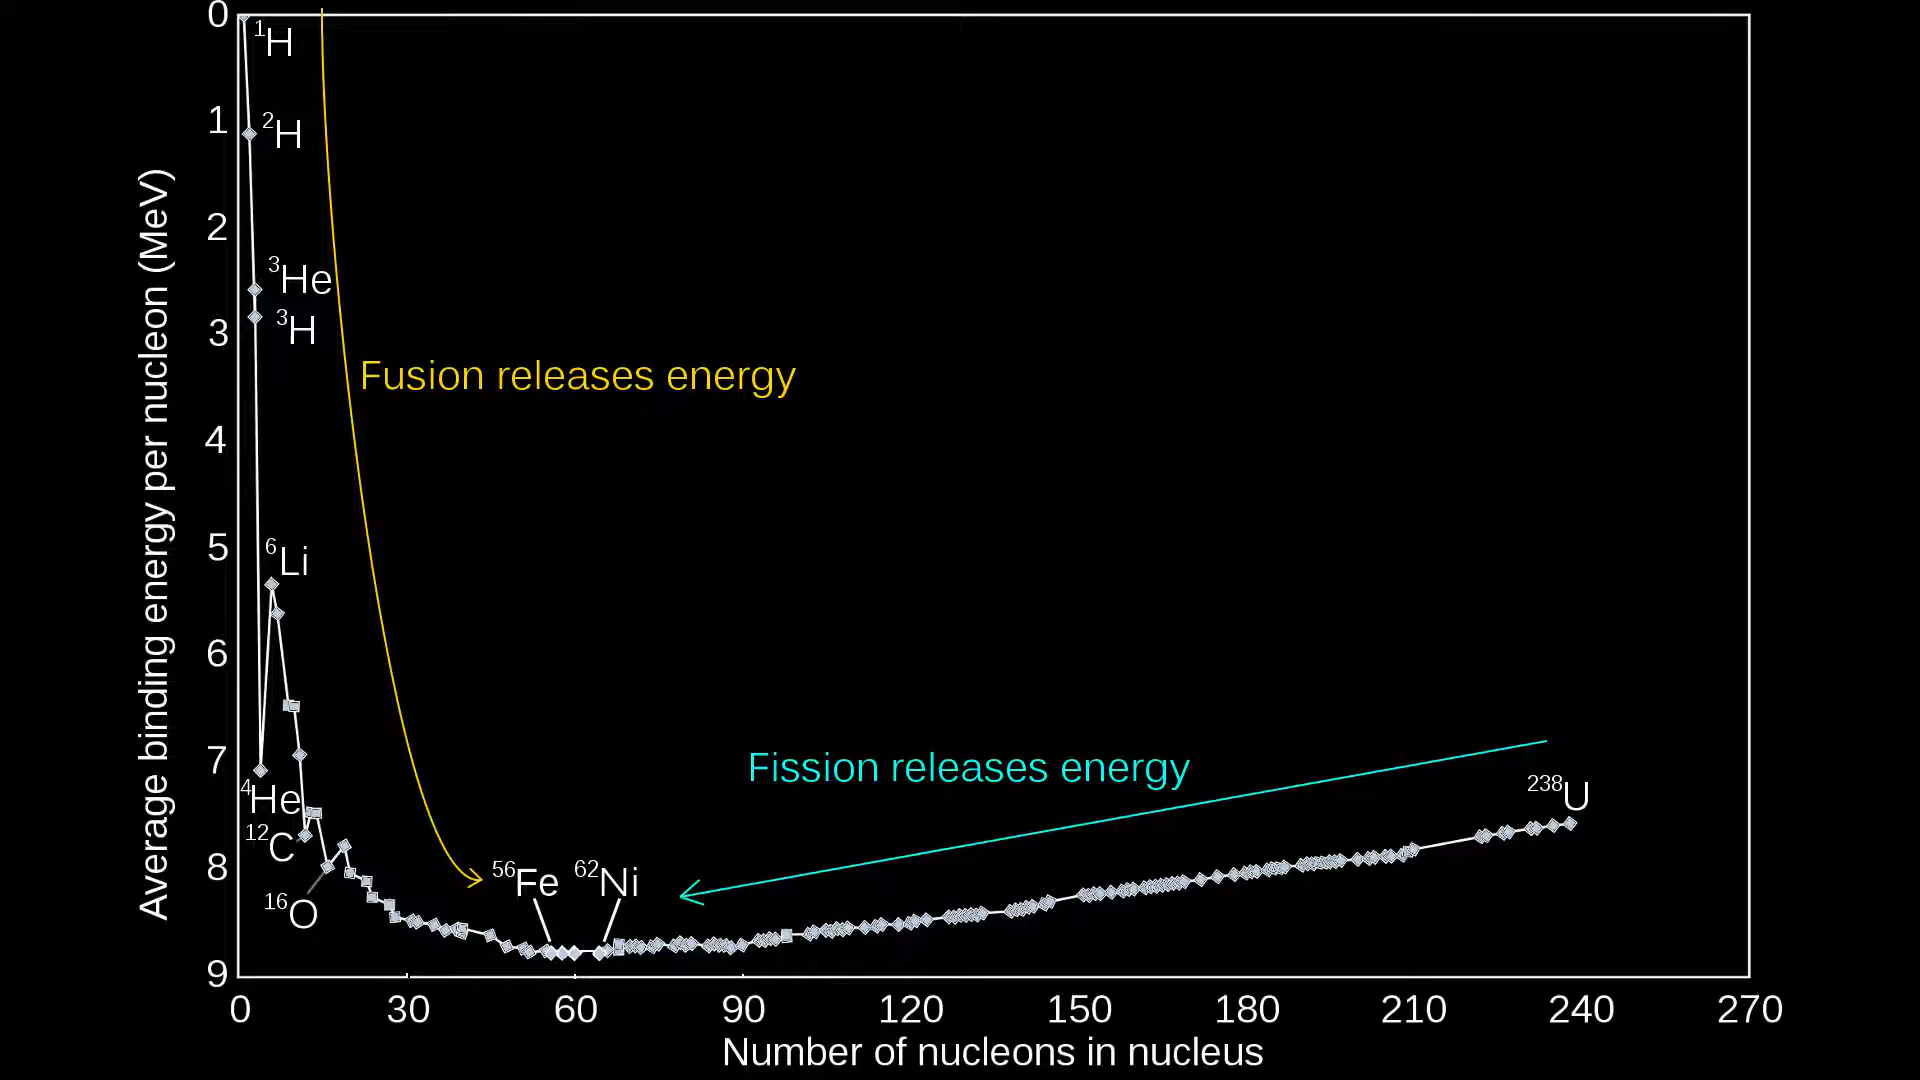 0
1
2
3
4
5
6
7
8
9
Average binding energy per nucleon (MeV)
¹H
²H
³He
³H
Fusion releases energy
⁶Li
⁴He
¹²C
¹⁶O
⁵⁶Fe ⁶²Ni
Fission releases energy
²³⁸U
0 30 60 90 120 150 180 210 240 270
Number of nucleons in nucleus